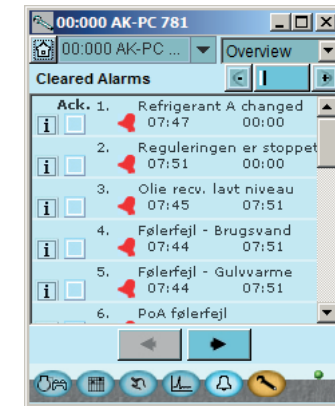 00:000 AK-PC 781
00:000 AK-PC ... Overview
Cleared Alarms
Ack. 1. Refrigerant A changed
07:47 00:00
2. Reguleringen er stoppet
07:51 00:00
3. Olie recv. lavt niveau
07:45 07:51
4. Følerfejl - Brugsvand
07:44 07:51
5. Følerfejl - Gulvvarme
07:44 07:51
6. PoA følerfejl